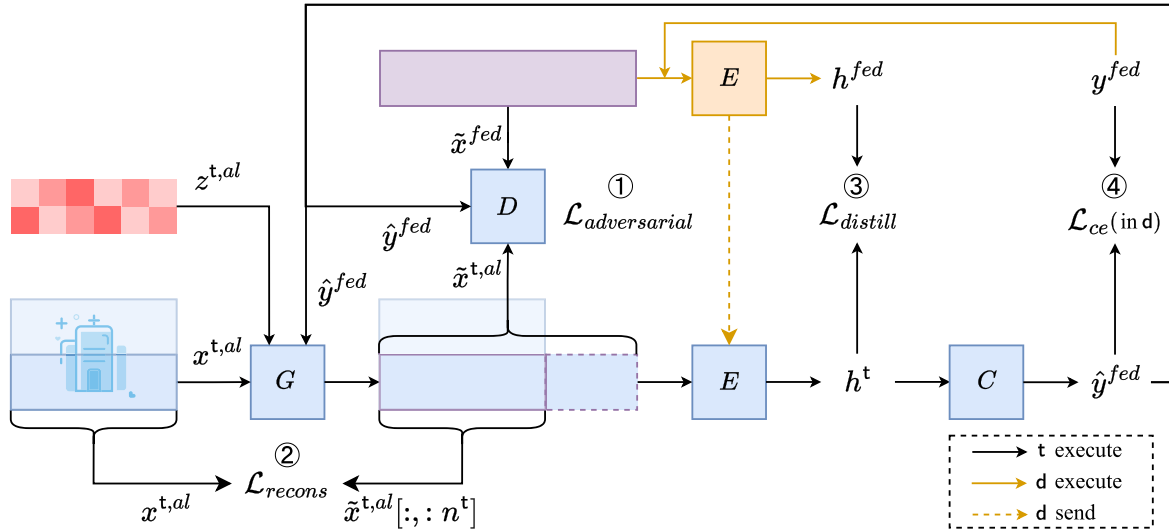 E
h^{fed}
y^{fed}
x̃^{fed}
z^{t,al}
D
①
ℒ_{adversarial}
③
ℒ_{distill}
④
ℒ_{ce}(in d)
ŷ^{fed}
x̃^{t,al}
ŷ^{fed}
x^{t,al}
G
E
h^{t}
C
ŷ^{fed}
②
ℒ_{recons}
x^{t,al}
x̃^{t,al}[:,: n^{t}]
t execute
d execute
d send